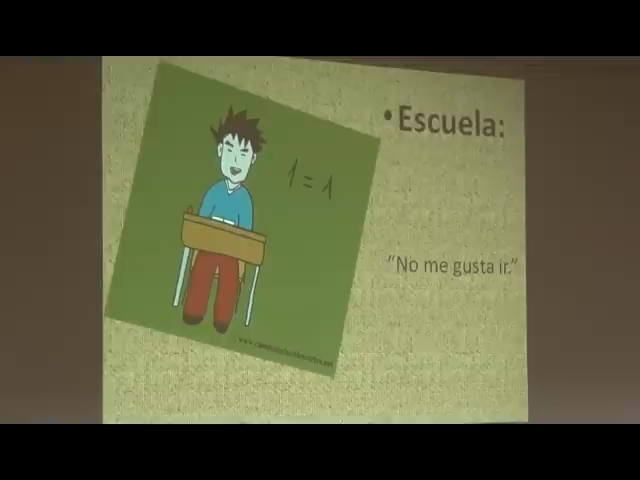 • Escuela:
1 = 1
“No me gusta ir.”